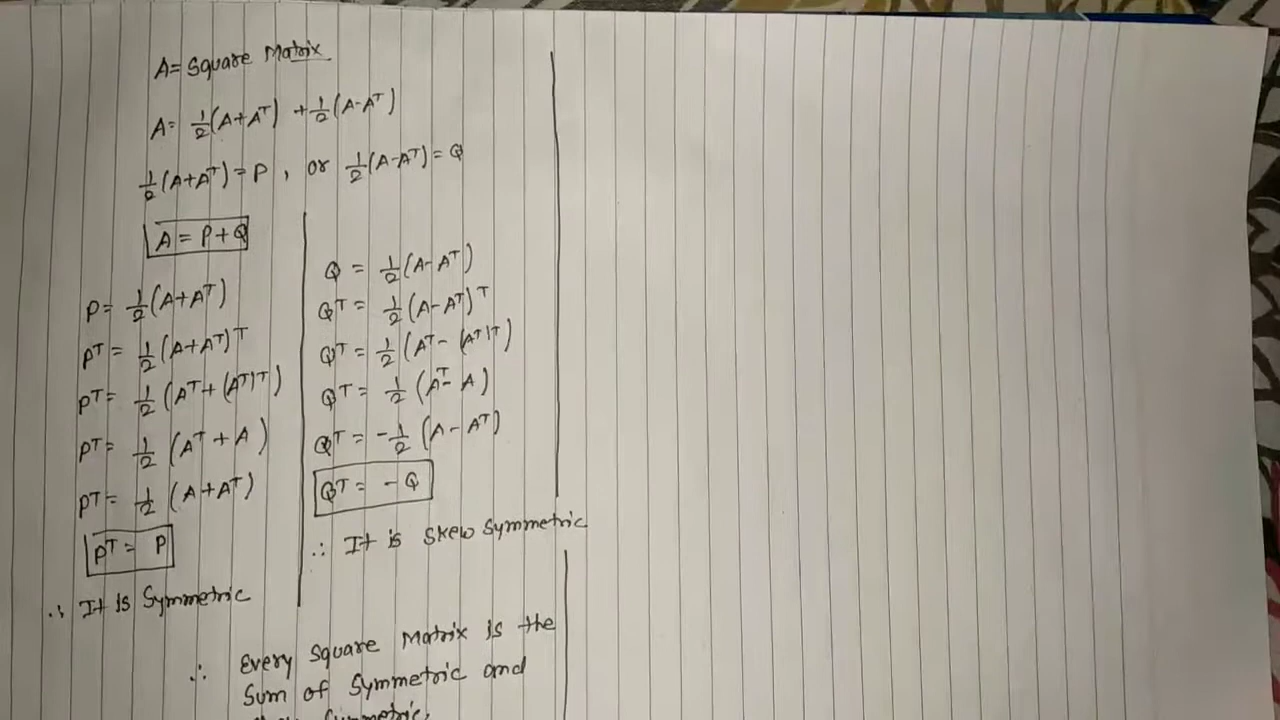 A= Square Matrix
A= 1/2(A+Aᵀ) + 1/2(A-Aᵀ)
1/2(A+Aᵀ)=P , or 1/2(A-Aᵀ)=Q
A = P+Q
P= 1/2(A+Aᵀ)
Pᵀ= 1/2(A+Aᵀ)ᵀ
Pᵀ= 1/2(Aᵀ+(Aᵀ)ᵀ)
Pᵀ= 1/2(Aᵀ+A)
Pᵀ= 1/2(A+Aᵀ)
Pᵀ= P
∴ It is Symmetric
Q = 1/2(A-Aᵀ)
Qᵀ= 1/2(A-Aᵀ)ᵀ
Qᵀ= 1/2(Aᵀ-(Aᵀ)ᵀ)
Qᵀ= 1/2(Aᵀ-A)
Qᵀ= -1/2(A-Aᵀ)
Qᵀ= -Q
∴ It is Skew Symmetric
∴ Every Square Matrix is the
Sum of Symmetric and
Symmetric.